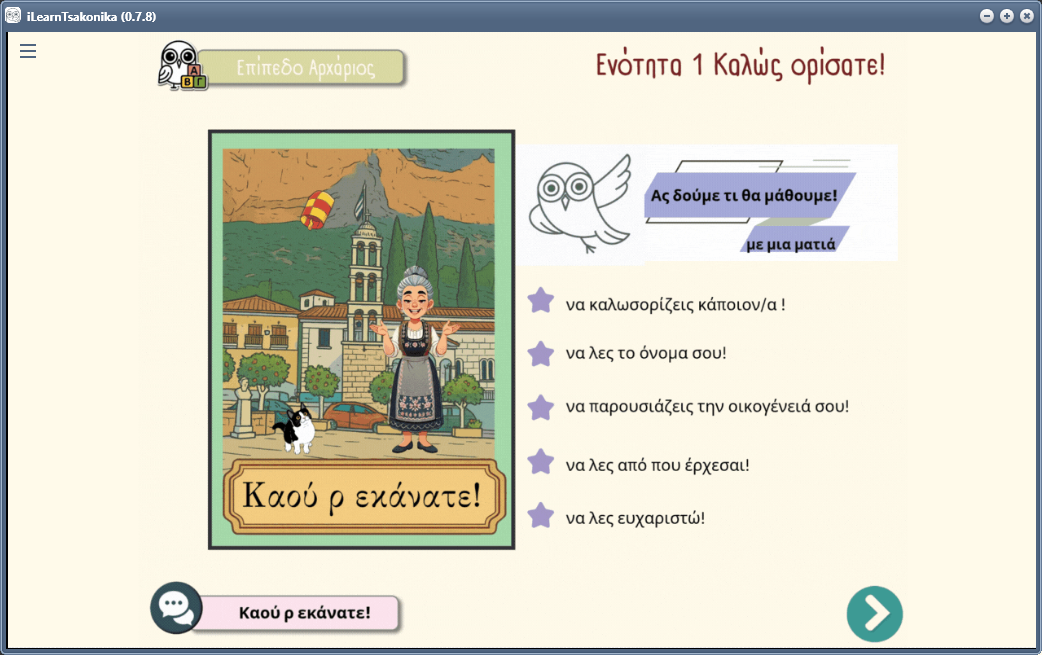 iLearnTsakonika (0.7.8)
Επίπεδο Αρχάριος
Ενότητα 1 Καλώς ορίσατε!
Α
Β Γ
Ας δούμε τι θα μάθουμε!
με μια ματιά
να καλωσορίζεις κάποιον/α !
να λες το όνομα σου!
να παρουσιάζεις την οικογένειά σου!
να λες από που έρχεσαι!
να λες ευχαριστώ!
Καού ρ εκάνατε!
Καού ρ εκάνατε!